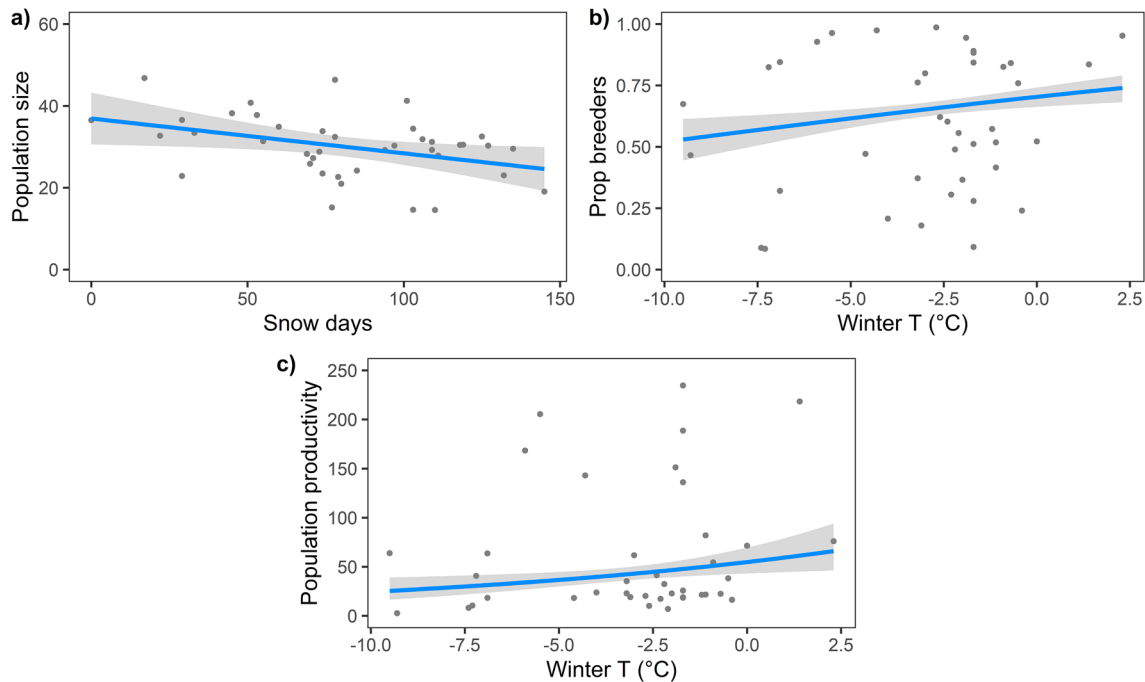 a)
Population size
60
40
20
0
0 50 100 150
Snow days
b)
Prop breeders
1.00
0.75
0.50
0.25
0.00
-10.0 -7.5 -5.0 -2.5 0.0 2.5
Winter T (°C)
c)
Population productivity
250
200
150
100
50
0
-10.0 -7.5 -5.0 -2.5 0.0 2.5
Winter T (°C)